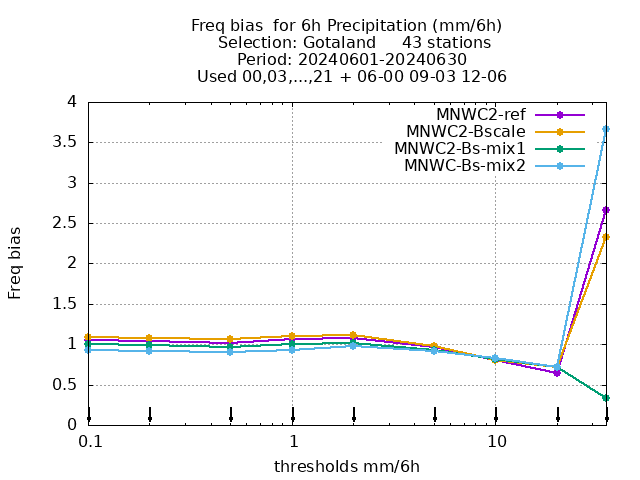 Freq bias  for 6h Precipitation (mm/6h)
Selection: Gotaland     43 stations
Period: 20240601-20240630
Used 00,03,...,21 + 06-00 09-03 12-06
MNWC2-ref
MNWC2-Bscale
MNWC2-Bs-mix1
MNWC-Bs-mix2
4
3.5
3
2.5
2
1.5
1
0.5
0
Freq bias
0.1 1 10
thresholds mm/6h